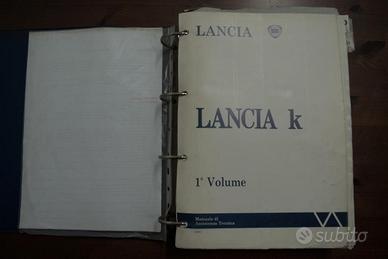 LANCIA
LANCIA k
1° Volume
Manuale di
Assistenza Tecnica
subito